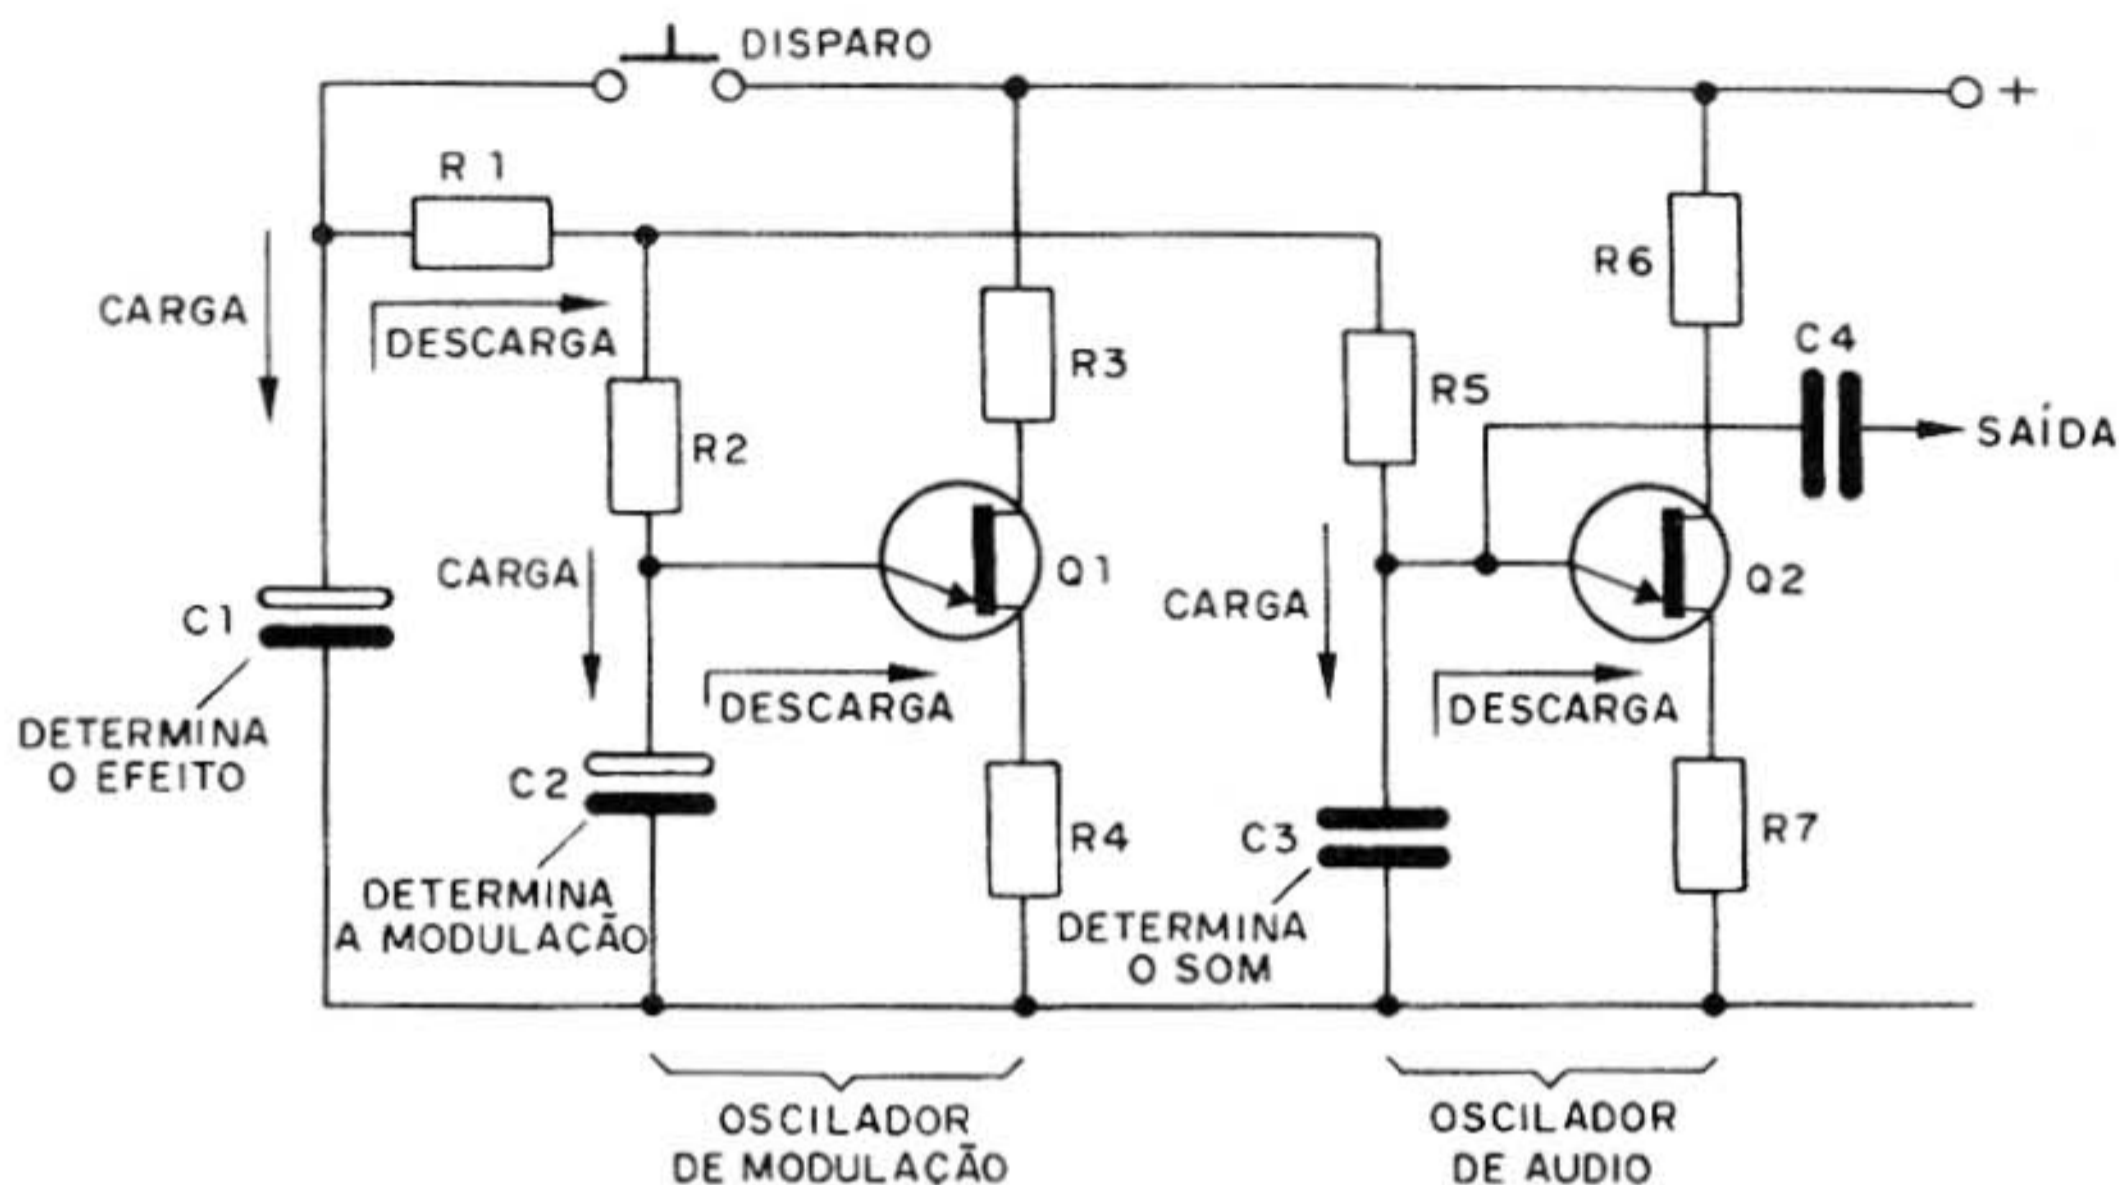 DISPARO
+
R 1
CARGA
DESCARGA
R2
R3
R5
R6
C4
SAÍDA
C1
DETERMINA
O EFEITO
CARGA
DESCARGA
Q1
C2
DETERMINA
A MODULAÇÃO
R4
CARGA
DESCARGA
Q2
C3
DETERMINA
O SOM
R7
OSCILADOR
DE MODULAÇÃO
OSCILADOR
DE AUDIO